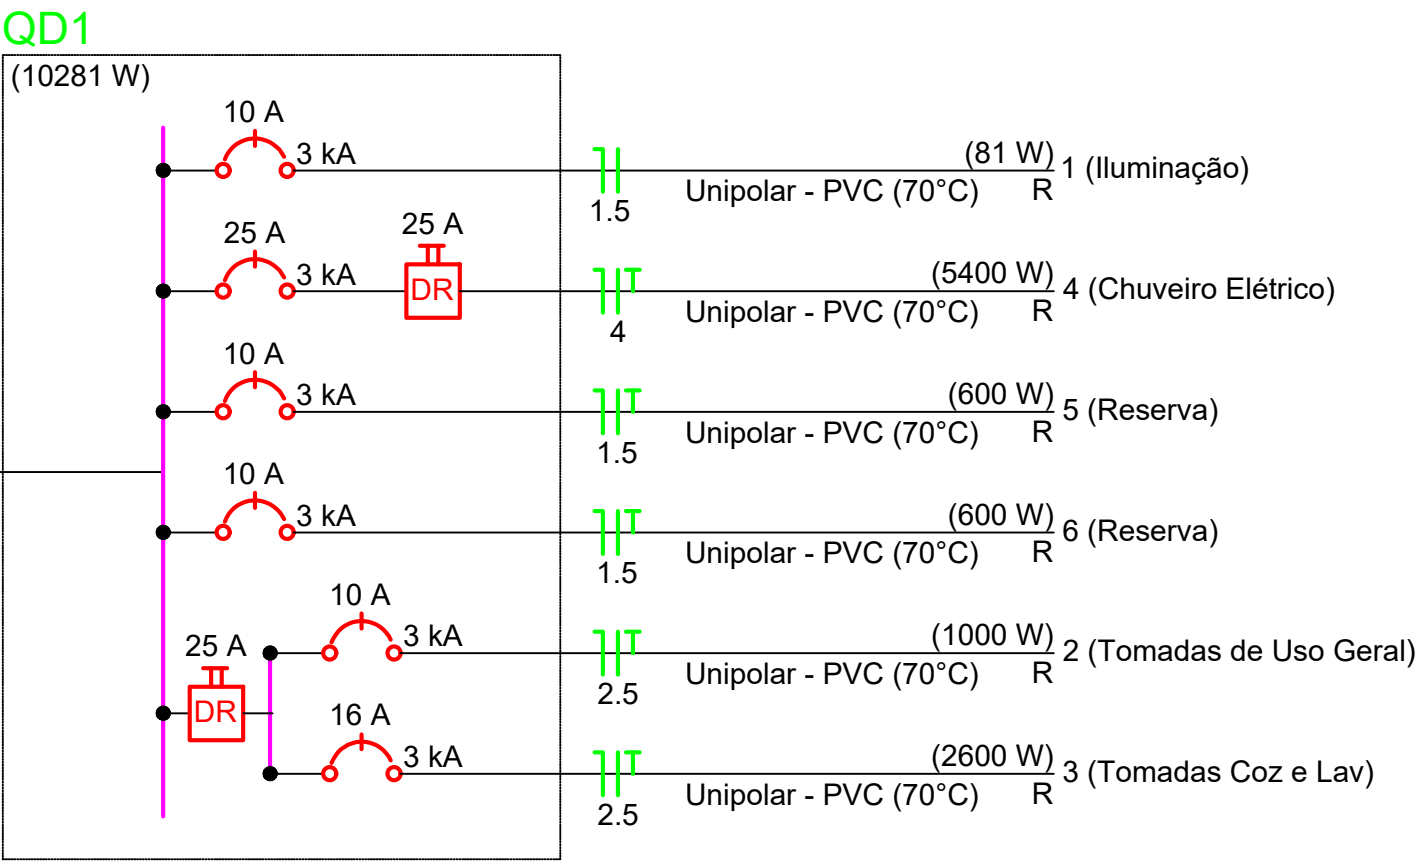 QD1
(10281 W)
10 A
3 kA
1.5
Unipolar - PVC (70°C)
(81 W)
R
1 (Iluminação)
25 A
3 kA
25 A
DR
4
Unipolar - PVC (70°C)
(5400 W)
R
4 (Chuveiro Elétrico)
10 A
3 kA
1.5
Unipolar - PVC (70°C)
(600 W)
R
5 (Reserva)
10 A
3 kA
1.5
Unipolar - PVC (70°C)
(600 W)
R
6 (Reserva)
25 A
DR
10 A
3 kA
2.5
Unipolar - PVC (70°C)
(1000 W)
R
2 (Tomadas de Uso Geral)
16 A
3 kA
2.5
Unipolar - PVC (70°C)
(2600 W)
R
3 (Tomadas Coz e Lav)